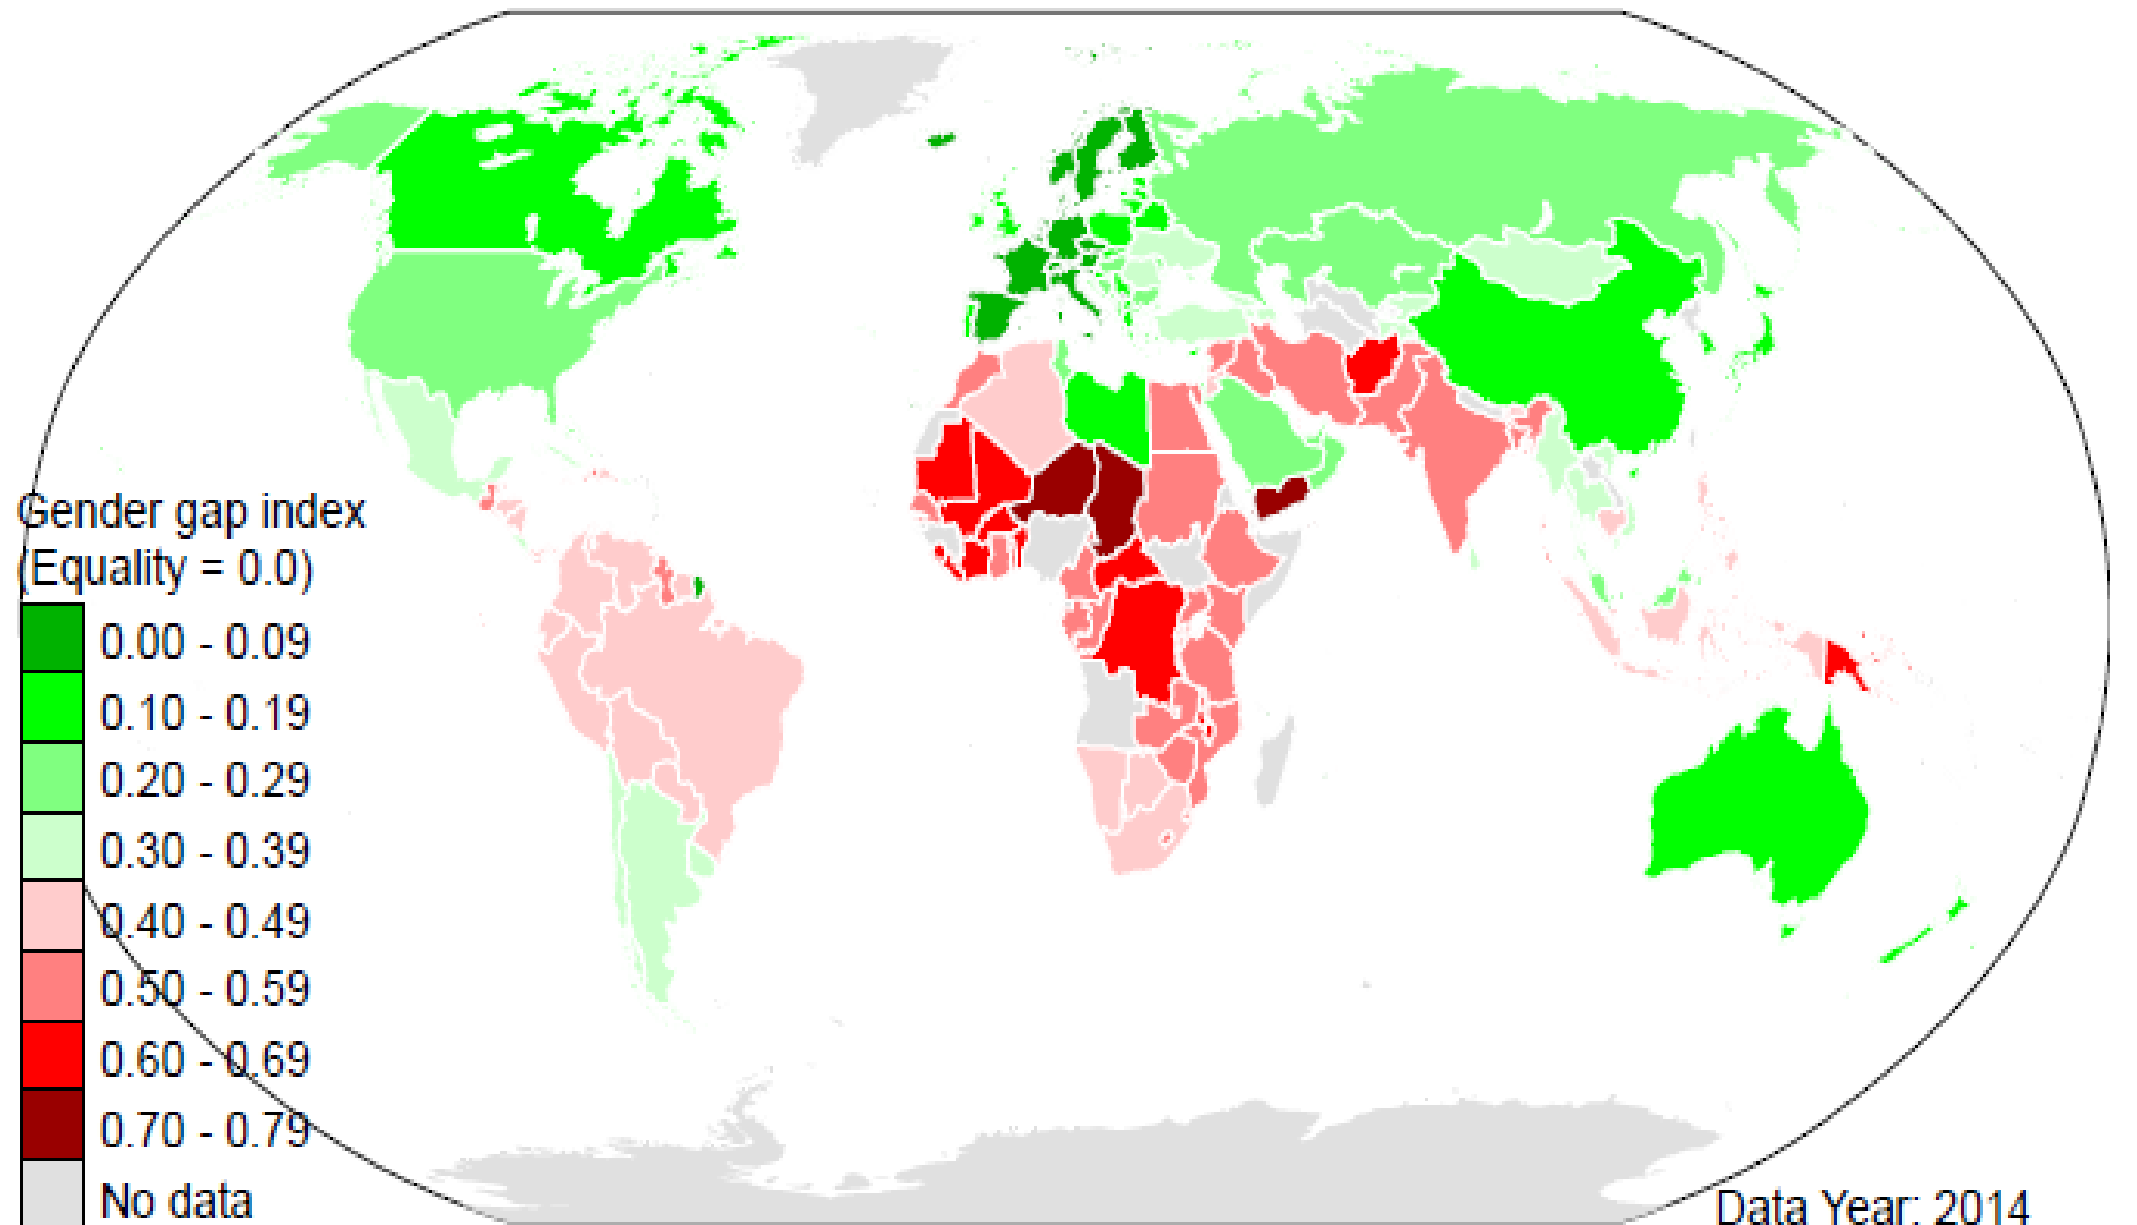 Gender gap index
(Equality = 0.0)
0.00 - 0.09
0.10 - 0.19
0.20 - 0.29
0.30 - 0.39
0.40 - 0.49
0.50 - 0.59
0.60 - 0.69
0.70 - 0.79
No data
Data Year: 2014